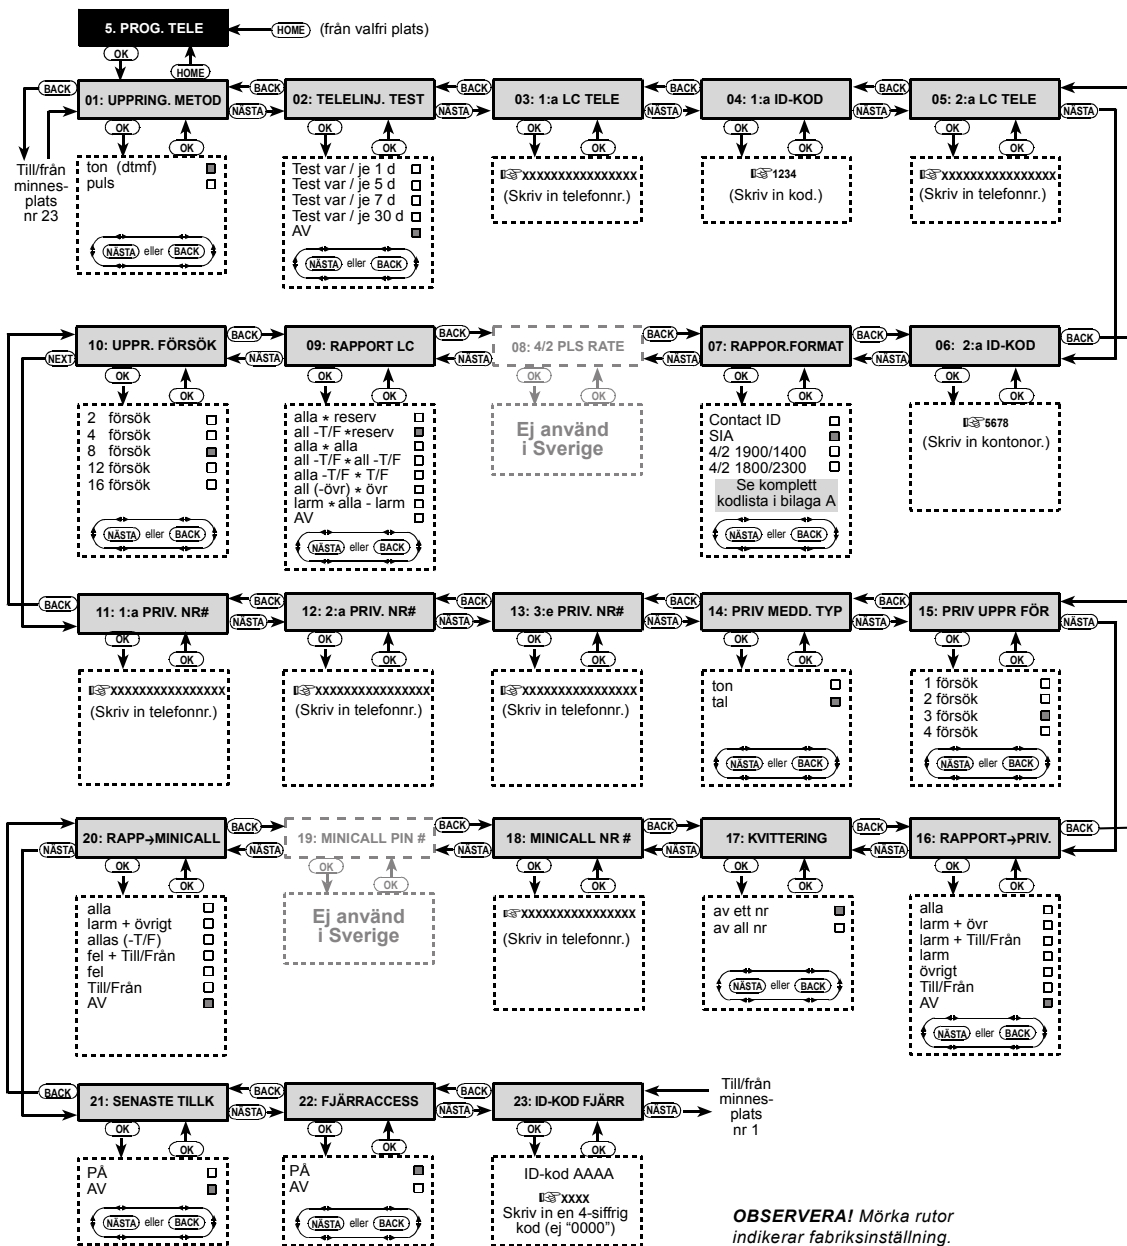 5. PROG. TELE
HOME (från valfri plats)
OK
HOME
BACK
01: UPPRING. METOD
BACK
NÄSTA
02: TELELINJ. TEST
BACK
NÄSTA
03: 1:a LC TELE
BACK
NÄSTA
04: 1:a ID-KOD
BACK
NÄSTA
05: 2:a LC TELE
NÄSTA
OK
OK
OK
OK
OK
OK
OK
OK
OK
OK
Till/från
minnes-
plats
nr 23
ton (dtmf)
puls
NÄSTA eller BACK
Test var / je 1 d
Test var / je 5 d
Test var / je 7 d
Test var / je 30 d
AV
NÄSTA eller BACK
☞xxxxxxxxxxxxxxxx
(Skriv in telefonnr.)
☞1234
(Skriv in kod.)
☞xxxxxxxxxxxxxxxx
(Skriv in telefonnr.)
NEXT
10: UPPR. FÖRSÖK
BACK
NÄSTA
09: RAPPORT LC
BACK
NÄSTA
08: 4/2 PLS RATE
BACK
NÄSTA
07: RAPPOR.FORMAT
BACK
NÄSTA
06: 2:a ID-KOD
BACK
OK
OK
OK
OK
OK
OK
OK
OK
OK
OK
2 försök
4 försök
8 försök
12 försök
16 försök
NÄSTA eller BACK
alla * reserv
all -T/F *reserv
alla * alla
all -T/F * all -T/F
alla -T/F * T/F
all (-övr) * övr
larm * alla - larm
AV
NÄSTA eller BACK
Ej använd
i Sverige
Contact ID
SIA
4/2 1900/1400
4/2 1800/2300
Se komplett
kodlista i bilaga A
NÄSTA eller BACK
☞5678
(Skriv in kontonor.)
BACK
11: 1:a PRIV. NR#
BACK
NÄSTA
12: 2:a PRIV. NR#
BACK
NÄSTA
13: 3:e PRIV. NR#
BACK
NÄSTA
14: PRIV MEDD. TYP
BACK
NÄSTA
15: PRIV UPPR FÖR
NÄSTA
OK
OK
OK
OK
OK
OK
OK
OK
OK
OK
☞xxxxxxxxxxxxxxxx
(Skriv in telefonnr.)
☞xxxxxxxxxxxxxxxx
(Skriv in telefonnr.)
☞xxxxxxxxxxxxxxxx
(Skriv in telefonnr.)
ton
tal
NÄSTA eller BACK
1 försök
2 försök
3 försök
4 försök
NÄSTA eller BACK
NÄSTA
20: RAPP→MINICALL
BACK
NÄSTA
19: MINICALL PIN #
BACK
NÄSTA
18: MINICALL NR #
BACK
NÄSTA
17: KVITTERING
BACK
NÄSTA
16: RAPPORT→PRIV.
BACK
OK
OK
OK
OK
OK
OK
OK
OK
OK
OK
alla
larm + övrigt
allas (-T/F)
fel + Till/Från
fel
Till/Från
AV
Ej använd
i Sverige
☞xxxxxxxxxxxxxxxx
(Skriv in telefonnr.)
av ett nr
av all nr
NÄSTA eller BACK
alla
larm + övr
larm + Till/Från
larm
övrigt
Till/Från
AV
NÄSTA eller BACK
BACK
21: SENASTE TILLK
BACK
NÄSTA
22: FJÄRRACCESS
BACK
NÄSTA
23: ID-KOD FJÄRR
NÄSTA
Till/från
minnes-
plats
nr 1
OK
OK
OK
OK
OK
OK
PÅ
AV
NÄSTA eller BACK
PÅ
AV
NÄSTA eller BACK
ID-kod AAAA
☞xxxx
Skriv in en 4-siffrig
kod (ej “0000”)
OBSERVERA! Mörka rutor
indikerar fabriksinställning.